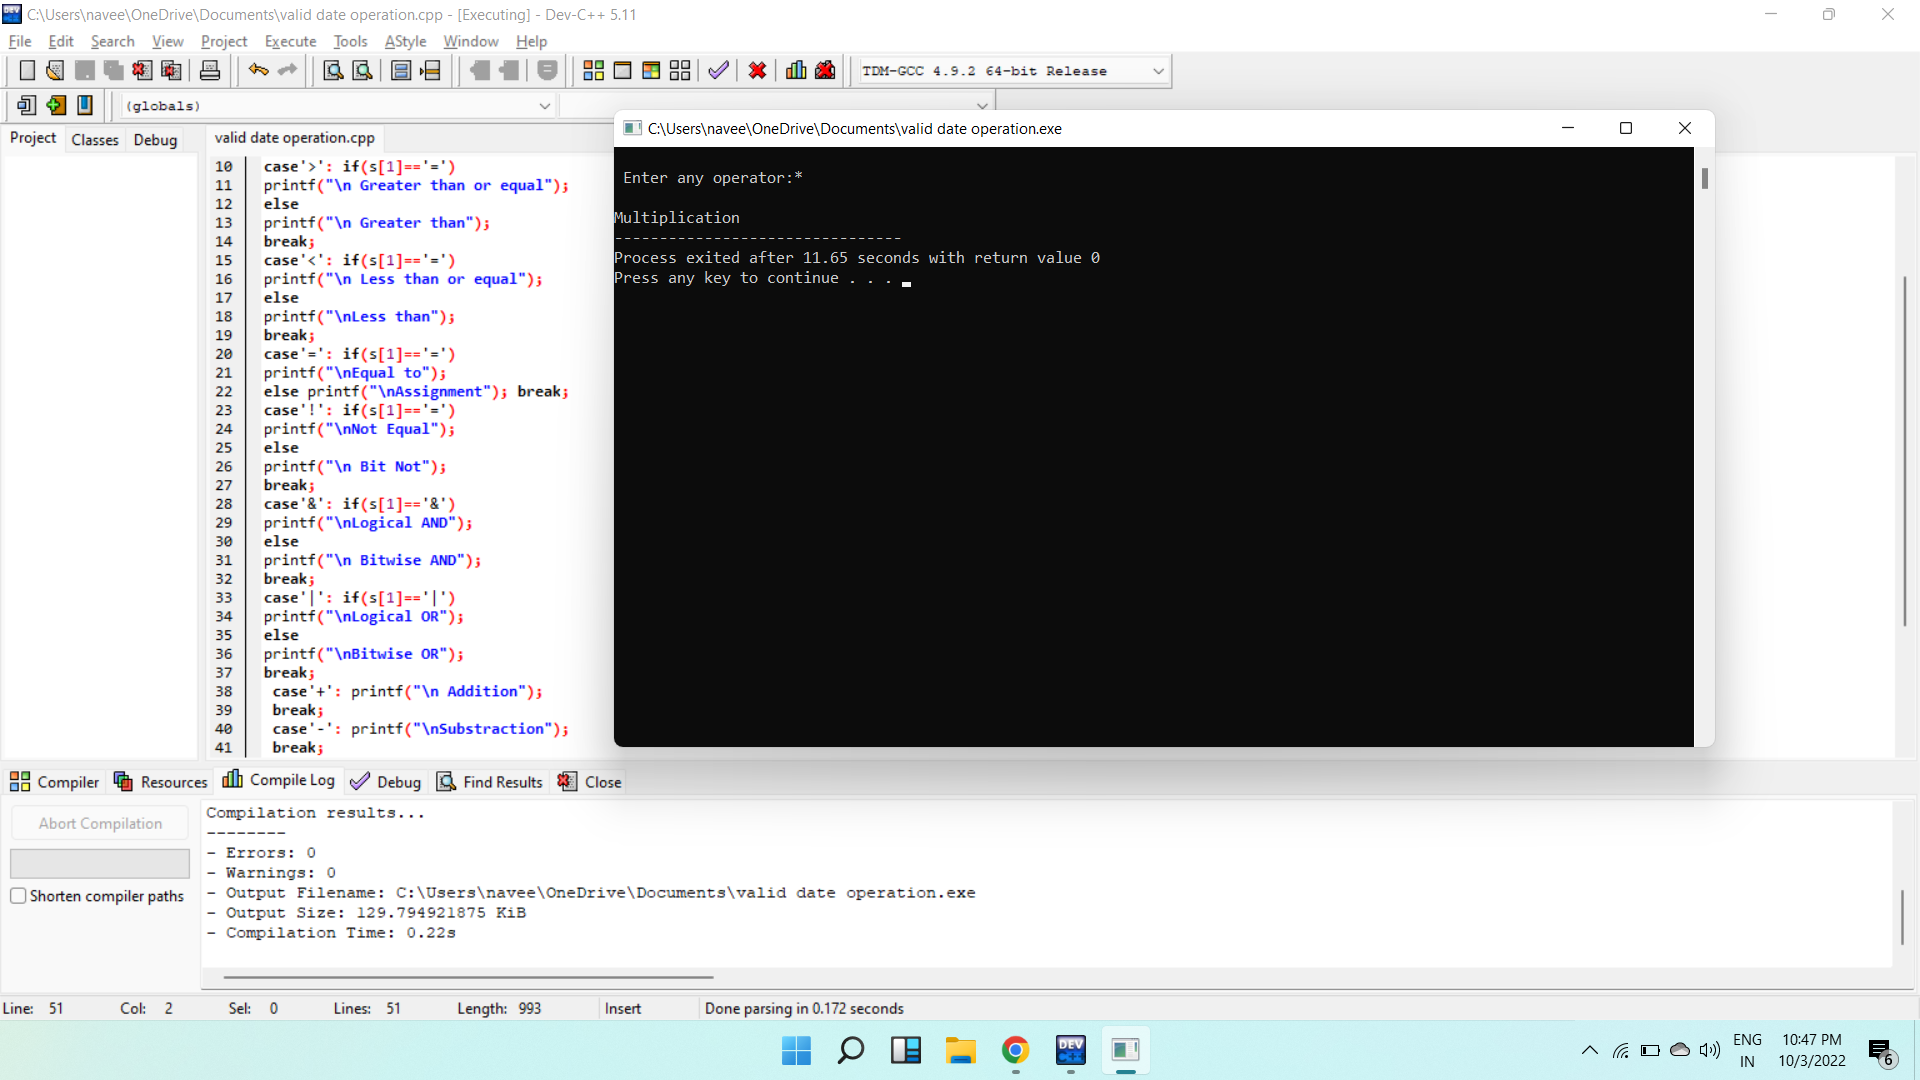 C:\Users\navee\OneDrive\Documents\valid date operation.cpp - [Executing] - Dev-C++ 5.11
File Edit Search View Project Execute Tools AStyle Window Help
TDM-GCC 4.9.2 64-bit Release
(globals)
Project Classes Debug
valid date operation.cpp
10 case'>': if(s[1]=='=')
11 printf("\n Greater than or equal");
12 else
13 printf("\n Greater than");
14 break;
15 case'<': if(s[1]=='=')
16 printf("\n Less than or equal");
17 else
18 printf("\nLess than");
19 break;
20 case'=': if(s[1]=='=')
21 printf("\nEqual to");
22 else printf("\nAssignment"); break;
23 case'!': if(s[1]=='=')
24 printf("\nNot Equal");
25 else
26 printf("\n Bit Not");
27 break;
28 case'&': if(s[1]=='&')
29 printf("\nLogical AND");
30 else
31 printf("\n Bitwise AND");
32 break;
33 case'|': if(s[1]=='|')
34 printf("\nLogical OR");
35 else
36 printf("\nBitwise OR");
37 break;
38 case'+': printf("\n Addition");
39 break;
40 case'-': printf("\nSubstraction");
41 break;
C:\Users\navee\OneDrive\Documents\valid date operation.exe
Enter any operator:*
Multiplication
--------------------------------
Process exited after 11.65 seconds with return value 0
Press any key to continue . . .
Compiler Resources Compile Log Debug Find Results Close
Abort Compilation
Shorten compiler paths
Compilation results...
--------
- Errors: 0
- Warnings: 0
- Output Filename: C:\Users\navee\OneDrive\Documents\valid date operation.exe
- Output Size: 129.794921875 KiB
- Compilation Time: 0.22s
Line: 51 Col: 2 Sel: 0 Lines: 51 Length: 993 Insert Done parsing in 0.172 seconds
DEV C++
ENG
IN
10:47 PM
10/3/2022
6